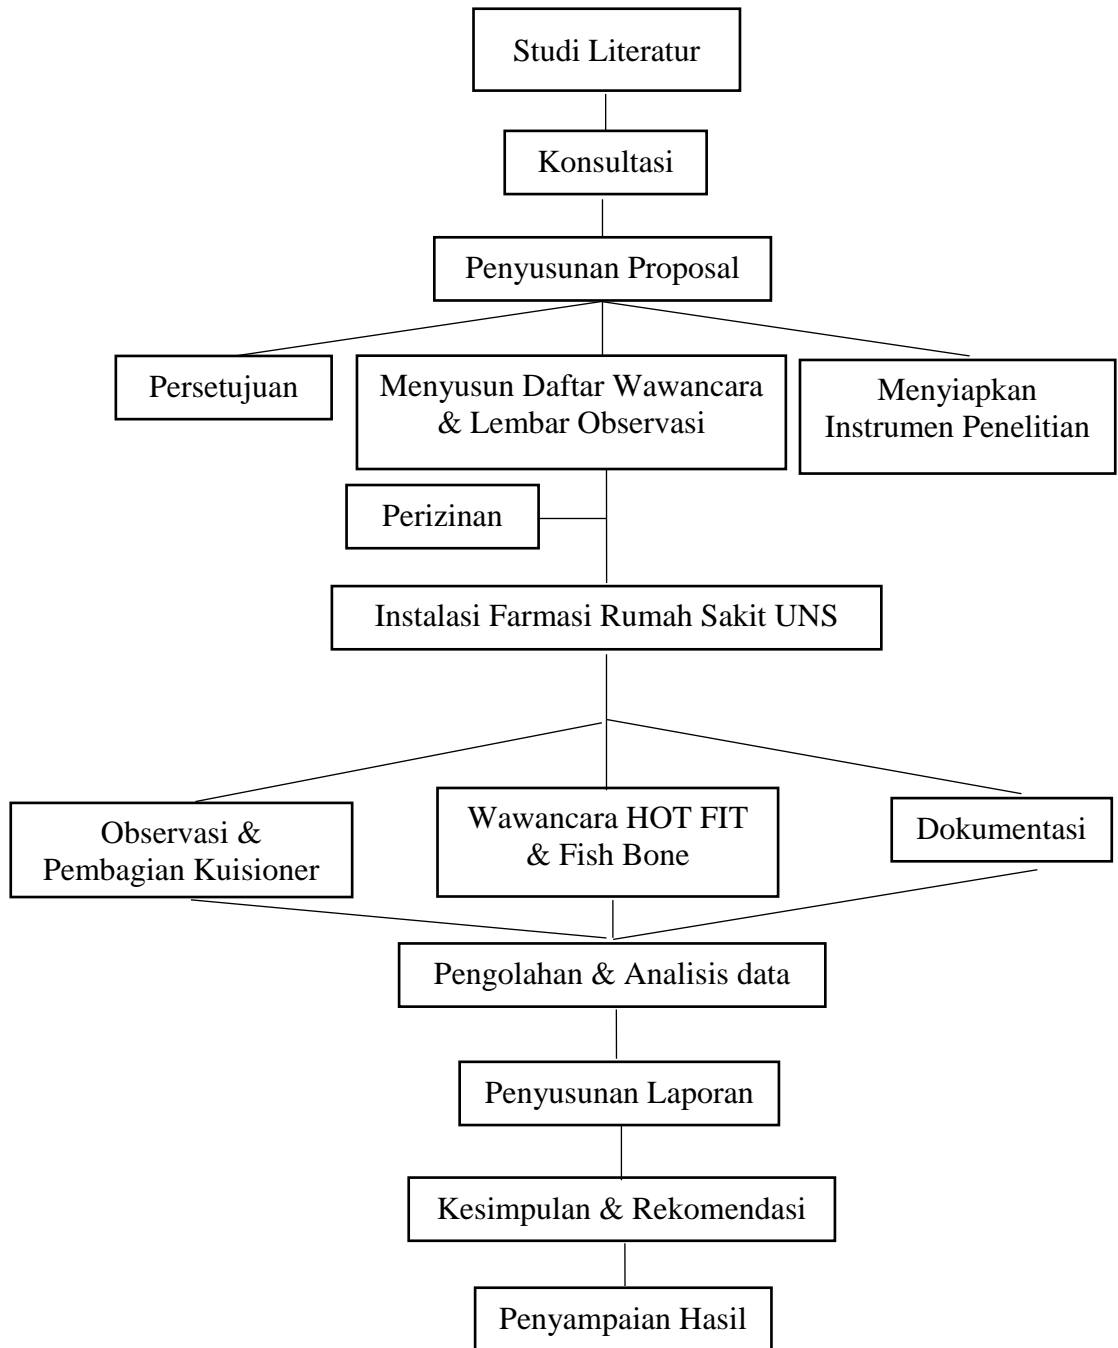 Studi Literatur
Konsultasi
Penyusunan Proposal
Persetujuan
Menyusun Daftar Wawancara
& Lembar Observasi
Menyiapkan
Instrumen Penelitian
Perizinan
Instalasi Farmasi Rumah Sakit UNS
Observasi &
Pembagian Kuisioner
Wawancara HOT FIT
& Fish Bone
Dokumentasi
Pengolahan & Analisis data
Penyusunan Laporan
Kesimpulan & Rekomendasi
Penyampaian Hasil